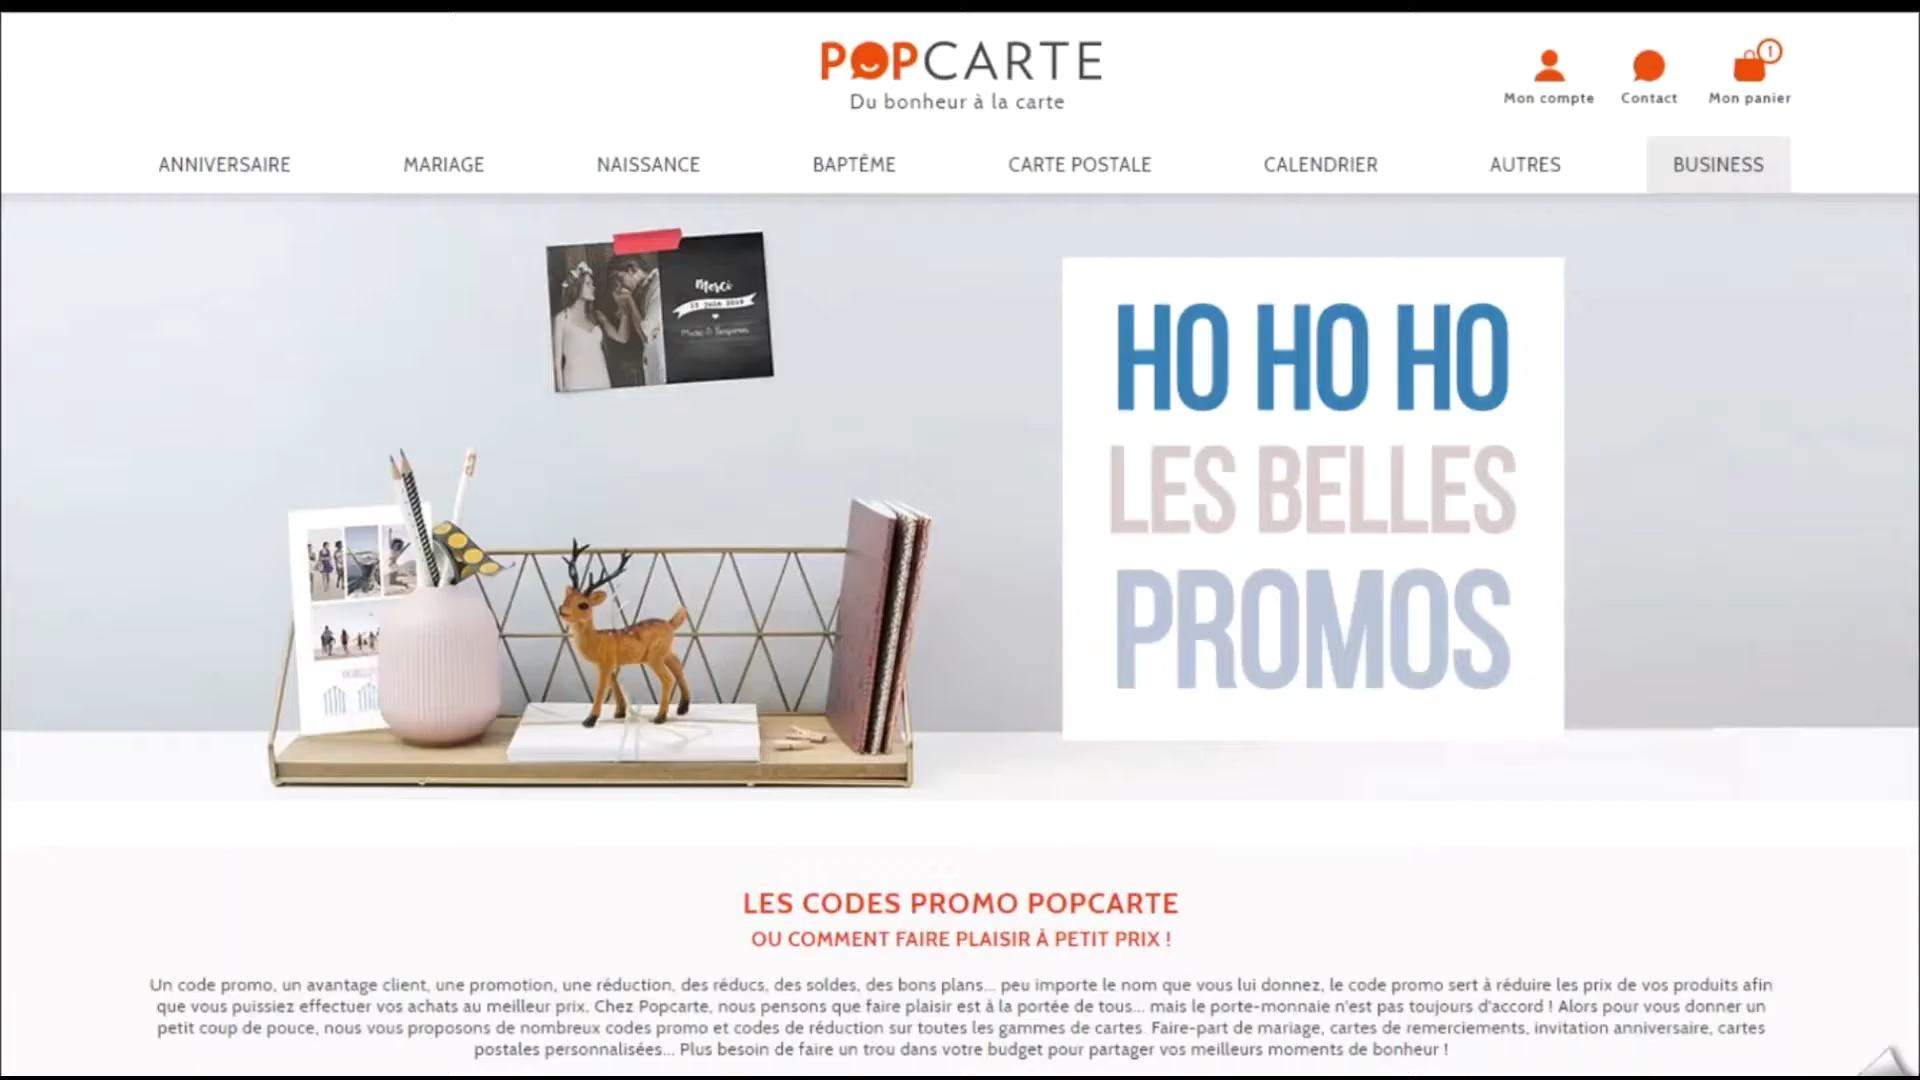 POPCARTE
Du bonheur à la carte
1
Mon compte
Contact
Mon panier
ANNIVERSAIRE
MARIAGE
NAISSANCE
BAPTÊME
CARTE POSTALE
CALENDRIER
AUTRES
BUSINESS
Merci
HO HO HO
LES BELLES
PROMOS
LES CODES PROMO POPCARTE
OU COMMENT FAIRE PLAISIR À PETIT PRIX !
Un code promo, un avantage client, une promotion, une réduction, des réducs, des soldes, des bons plans... peu importe le nom que vous lui donnez, le code promo sert à réduire les prix de vos produits afin
que vous puissiez effectuer vos achats au meilleur prix. Chez Popcarte, nous pensons que faire plaisir est à la portée de tous... mais le porte-monnaie n'est pas toujours d'accord ! Alors pour vous donner un
petit coup de pouce, nous vous proposons de nombreux codes promo et codes de réduction sur toutes les gammes de cartes. Faire-part de mariage, cartes de remerciements, invitation anniversaire, cartes
postales personnalisées... Plus besoin de faire un trou dans votre budget pour partager vos meilleurs moments de bonheur !